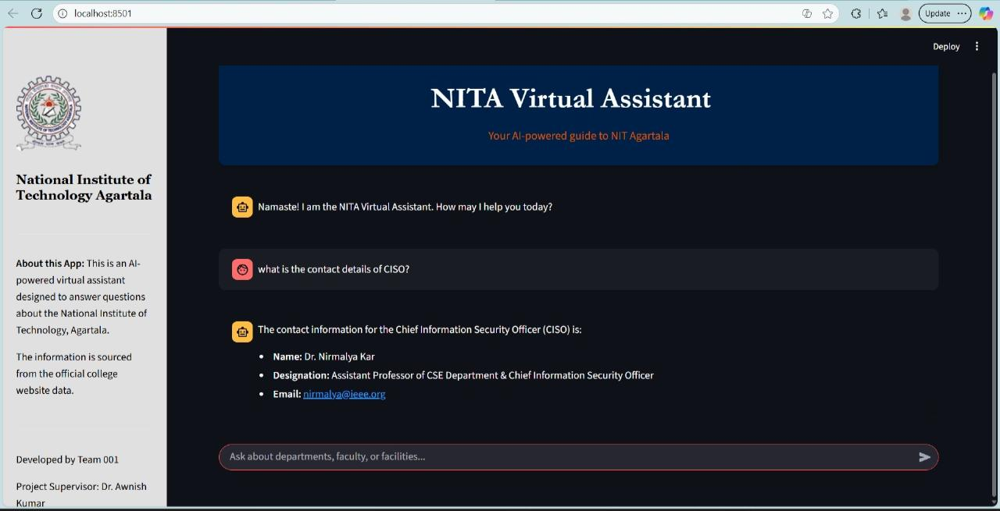 localhost:8501
Update
Deploy
National Institute of
Technology Agartala
About this App: This is an AI-
powered virtual assistant
designed to answer questions
about the National Institute of
Technology, Agartala.
The information is sourced
from the official college
website data.
Developed by Team 001
Project Supervisor: Dr. Awnish
Kumar
NITA Virtual Assistant
Your AI-powered guide to NIT Agartala
Namaste! I am the NITA Virtual Assistant. How may I help you today?
what is the contact details of CISO?
The contact information for the Chief Information Security Officer (CISO) is:
• Name: Dr. Nirmalya Kar
• Designation: Assistant Professor of CSE Department & Chief Information Security Officer
• Email: nirmalya@ieee.org
Ask about departments, faculty, or facilities...